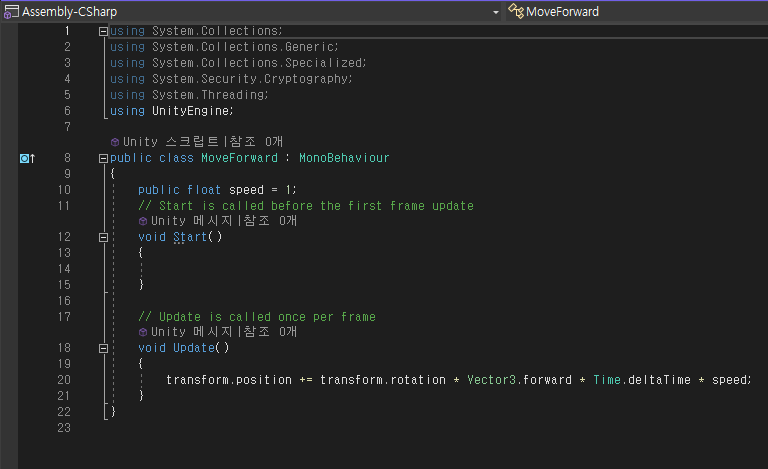 Assembly-CSharp MoveForward
1 using System.Collections;
2 using System.Collections.Generic;
3 using System.Collections.Specialized;
4 using System.Security.Cryptography;
5 using System.Threading;
6 using UnityEngine;
7
Unity 스크립트|참조 0개
8 public class MoveForward : MonoBehaviour
9 {
10 public float speed = 1;
11 // Start is called before the first frame update
Unity 메시지|참조 0개
12 void Start()
13 {
14
15 }
16
17 // Update is called once per frame
Unity 메시지|참조 0개
18 void Update()
19 {
20 transform.position += transform.rotation * Vector3.forward * Time.deltaTime * speed;
21 }
22 }
23